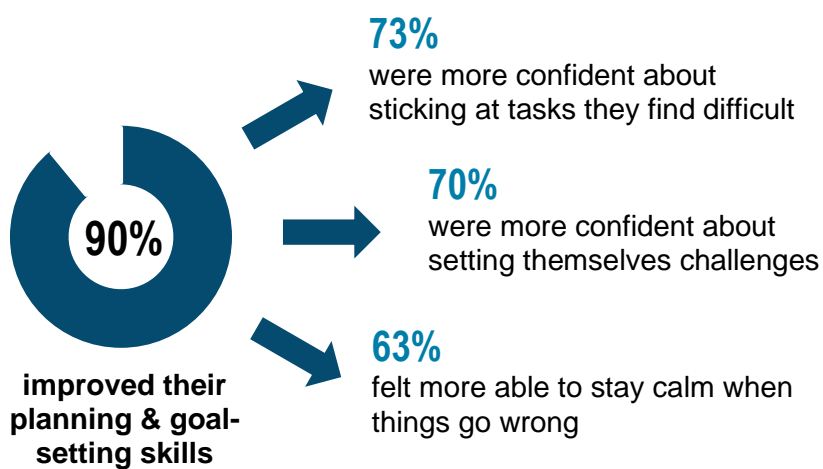 90%
improved their
planning & goal-
setting skills
73%
were more confident about
sticking at tasks they find difficult
70%
were more confident about
setting themselves challenges
63%
felt more able to stay calm when
things go wrong